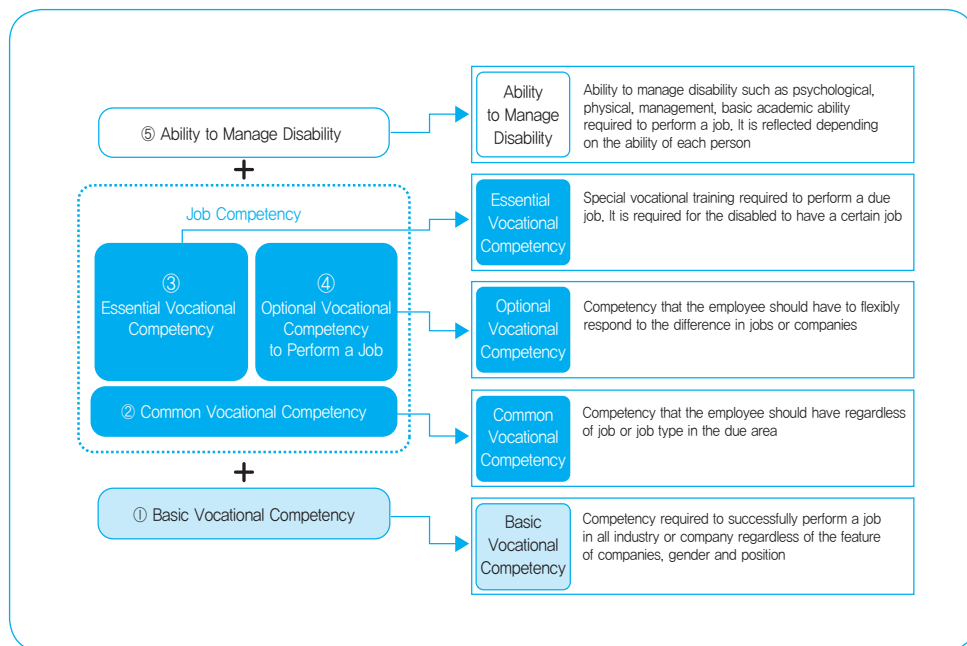 ⑤ Ability to Manage Disability
+
Job Competency
③
Essential Vocational
Competency
④
Optional Vocational
Competency
to Perform a Job
② Common Vocational Competency
+
① Basic Vocational Competency
Ability
to Manage
Disability
Ability to manage disability such as psychological,
physical, management, basic academic ability
required to perform a job. It is reflected depending
on the ability of each person
Essential
Vocational
Competency
Special vocational training required to perform a due
job. It is required for the disabled to have a certain job
Optional
Vocational
Competency
Competency that the employee should have to flexibly
respond to the difference in jobs or companies
Common
Vocational
Competency
Competency that the employee should have regardless
of job or job type in the due area
Basic
Vocational
Competency
Competency required to successfully perform a job
in all industry or company regardless of the feature
of companies, gender and position